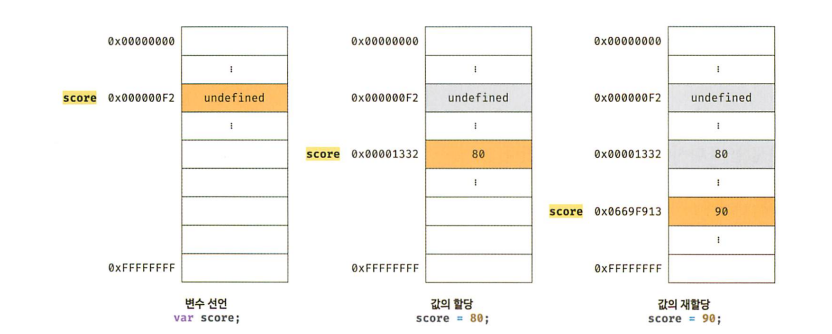 0x00000000
⋮
score 0x000000F2 undefined
⋮
0xFFFFFFFF
변수 선언
var score;
0x00000000
⋮
0x000000F2 undefined
score 0x00001332 80
⋮
0xFFFFFFFF
값의 할당
score = 80;
0x00000000
⋮
0x000000F2 undefined
⋮
0x00001332 80
⋮
score 0x0669F913 90
⋮
0xFFFFFFFF
값의 재할당
score = 90;